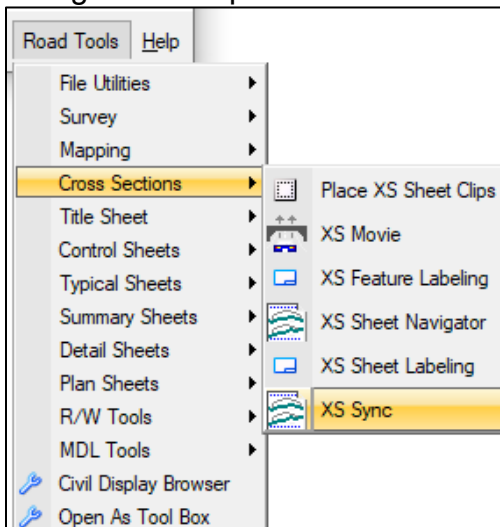 Road Tools Help
File Utilities
Survey
Mapping
Cross Sections
Title Sheet
Control Sheets
Typical Sheets
Summary Sheets
Detail Sheets
Plan Sheets
R/W Tools
MDL Tools
Civil Display Browser
Open As Tool Box
Place XS Sheet Clips
XS Movie
XS Feature Labeling
XS Sheet Navigator
XS Sheet Labeling
XS Sync